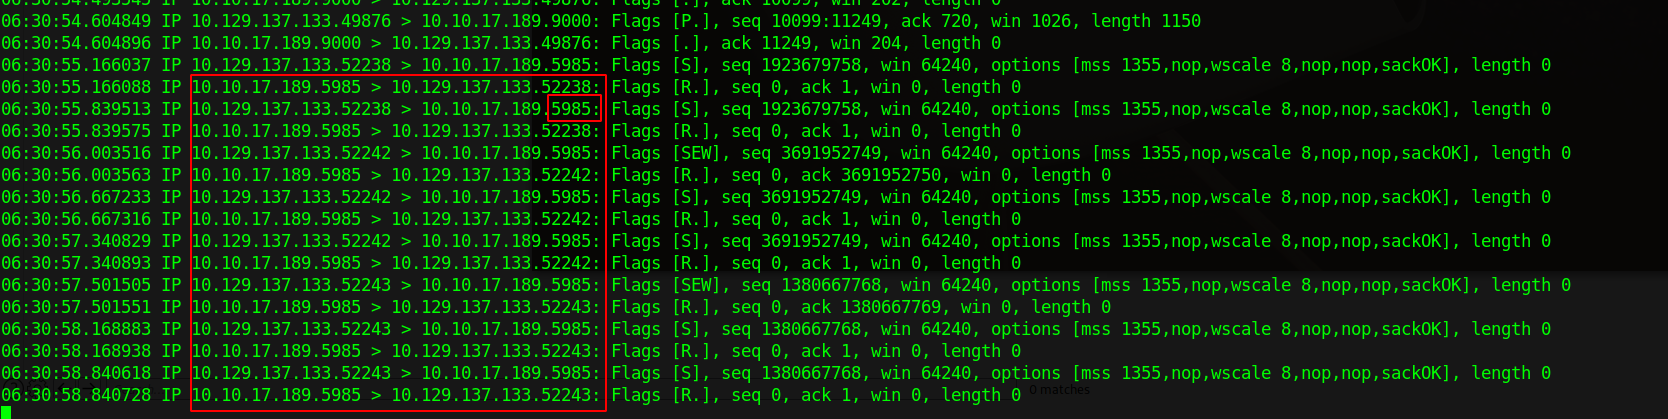 06:30:54.604849 IP 10.129.137.133.49876 > 10.10.17.189.9000: Flags [P.], seq 10099:11249, ack 720, win 1026, length 1150
06:30:54.604896 IP 10.10.17.189.9000 > 10.129.137.133.49876: Flags [.], ack 11249, win 204, length 0
06:30:55.166037 IP 10.129.137.133.52238 > 10.10.17.189.5985: Flags [S], seq 1923679758, win 64240, options [mss 1355,nop,wscale 8,nop,nop,sackOK], length 0
06:30:55.166088 IP 10.10.17.189.5985 > 10.129.137.133.52238: Flags [R.], seq 0, ack 1, win 0, length 0
06:30:55.839513 IP 10.129.137.133.52238 > 10.10.17.189.5985: Flags [S], seq 1923679758, win 64240, options [mss 1355,nop,wscale 8,nop,nop,sackOK], length 0
06:30:55.839575 IP 10.10.17.189.5985 > 10.129.137.133.52238: Flags [R.], seq 0, ack 1, win 0, length 0
06:30:56.003516 IP 10.129.137.133.52242 > 10.10.17.189.5985: Flags [SEW], seq 3691952749, win 64240, options [mss 1355,nop,wscale 8,nop,nop,sackOK], length 0
06:30:56.003563 IP 10.10.17.189.5985 > 10.129.137.133.52242: Flags [R.], seq 0, ack 3691952750, win 0, length 0
06:30:56.667233 IP 10.129.137.133.52242 > 10.10.17.189.5985: Flags [S], seq 3691952749, win 64240, options [mss 1355,nop,wscale 8,nop,nop,sackOK], length 0
06:30:56.667316 IP 10.10.17.189.5985 > 10.129.137.133.52242: Flags [R.], seq 0, ack 1, win 0, length 0
06:30:57.340829 IP 10.129.137.133.52242 > 10.10.17.189.5985: Flags [S], seq 3691952749, win 64240, options [mss 1355,nop,wscale 8,nop,nop,sackOK], length 0
06:30:57.340893 IP 10.10.17.189.5985 > 10.129.137.133.52242: Flags [R.], seq 0, ack 1, win 0, length 0
06:30:57.501505 IP 10.129.137.133.52243 > 10.10.17.189.5985: Flags [SEW], seq 1380667768, win 64240, options [mss 1355,nop,wscale 8,nop,nop,sackOK], length 0
06:30:57.501551 IP 10.10.17.189.5985 > 10.129.137.133.52243: Flags [R.], seq 0, ack 1380667769, win 0, length 0
06:30:58.168883 IP 10.129.137.133.52243 > 10.10.17.189.5985: Flags [S], seq 1380667768, win 64240, options [mss 1355,nop,wscale 8,nop,nop,sackOK], length 0
06:30:58.168938 IP 10.10.17.189.5985 > 10.129.137.133.52243: Flags [R.], seq 0, ack 1, win 0, length 0
06:30:58.840618 IP 10.129.137.133.52243 > 10.10.17.189.5985: Flags [S], seq 1380667768, win 64240, options [mss 1355,nop,wscale 8,nop,nop,sackOK], length 0
06:30:58.840728 IP 10.10.17.189.5985 > 10.129.137.133.52243: Flags [R.], seq 0, ack 1, win 0, length 0
0 matches